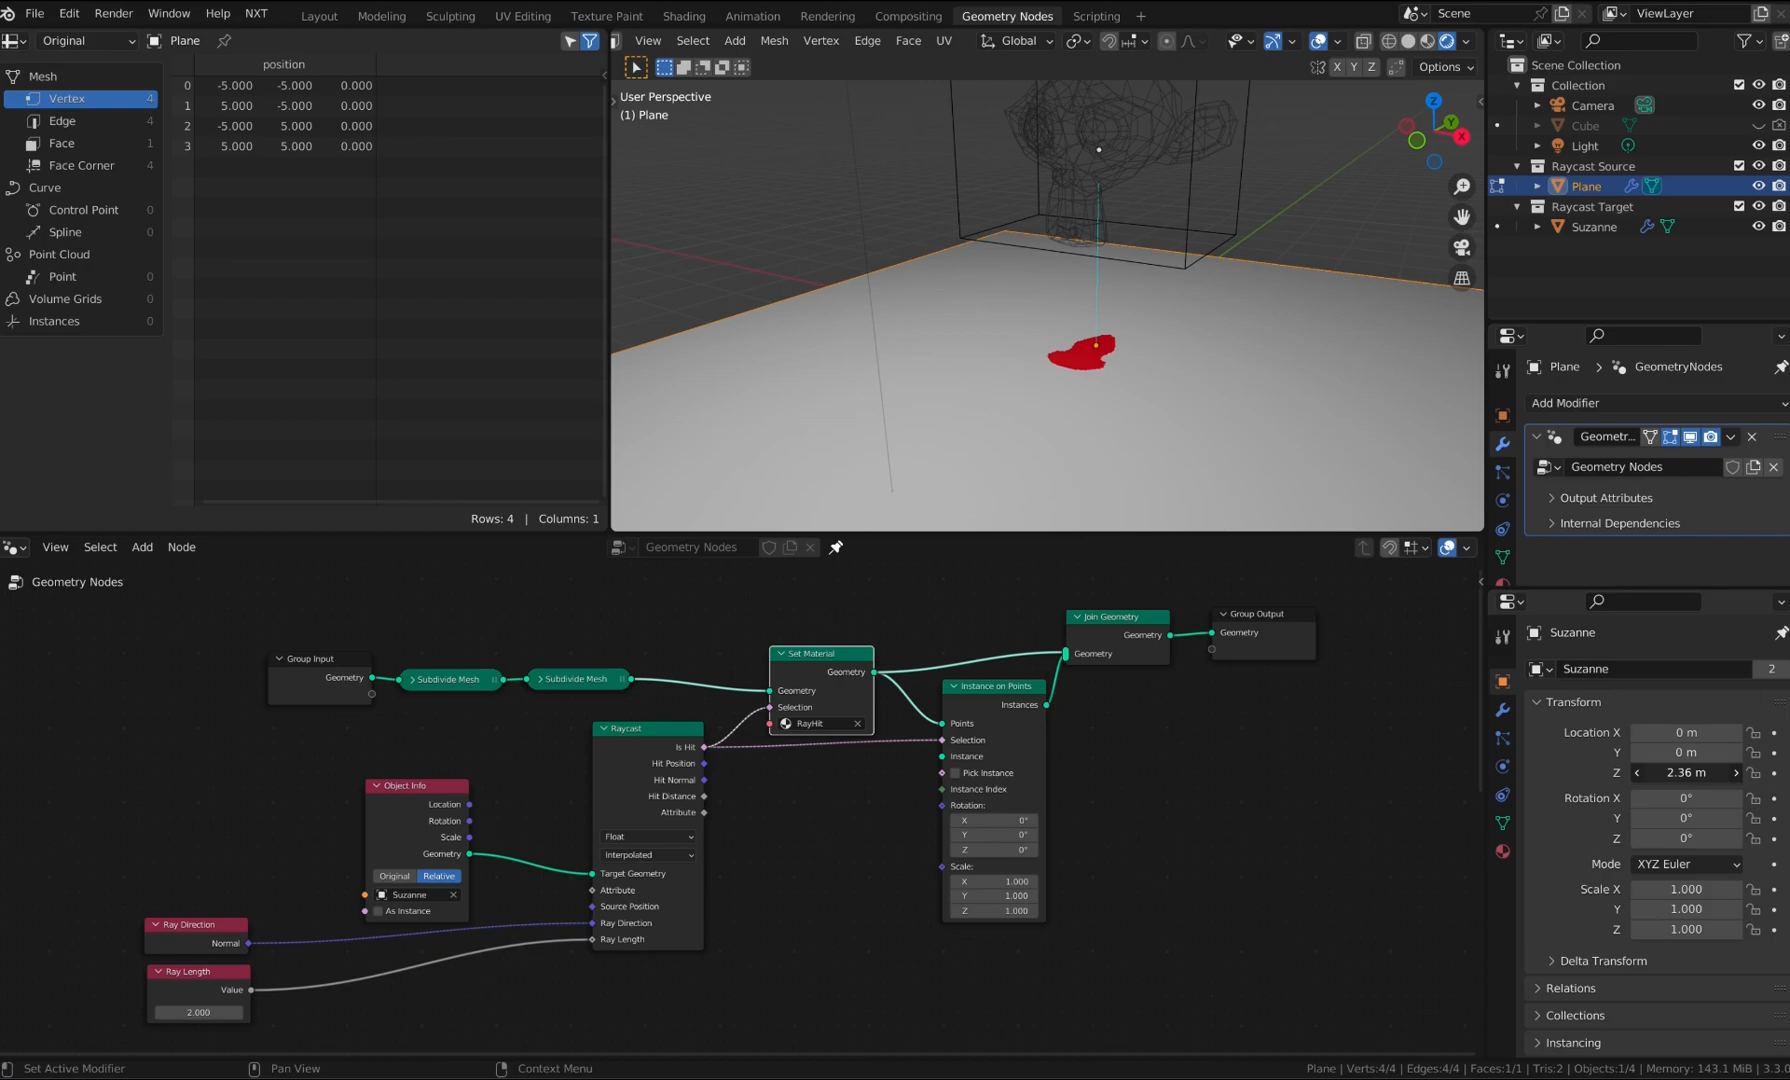 File Edit Render Window Help NXT Layout Modeling Sculpting UV Editing Texture Paint Shading Animation Rendering Compositing Geometry Nodes Scripting + Scene ViewLayer
Original Plane
position
Mesh
Vertex 4
Edge 4
Face 1
Face Corner 4
Curve
Control Point 0
Spline 0
Point Cloud
Point 0
Volume Grids 0
Instances 0
0 -5.000 -5.000 0.000
1 5.000 -5.000 0.000
2 -5.000 5.000 0.000
3 5.000 5.000 0.000
Rows: 4 | Columns: 1
View Select Add Mesh Vertex Edge Face UV Global
X Y Z Options
User Perspective
(1) Plane
Z
Y
X
Scene Collection
Collection
Camera
Cube
Light
Raycast Source
Plane
Raycast Target
Suzanne
Plane > GeometryNodes
Add Modifier
Geometr...
Geometry Nodes
Output Attributes
Internal Dependencies
View Select Add Node Geometry Nodes
Geometry Nodes
Group Input
Geometry
Subdivide Mesh
Subdivide Mesh
Set Material
Geometry
Geometry
Selection
RayHit
Join Geometry
Geometry
Geometry
Group Output
Geometry
Instance on Points
Instances
Points
Selection
Instance
Pick Instance
Instance Index
Rotation:
X 0°
Y 0°
Z 0°
Scale:
X 1.000
Y 1.000
Z 1.000
Raycast
Is Hit
Hit Position
Hit Normal
Hit Distance
Attribute
Float
Interpolated
Target Geometry
Attribute
Source Position
Ray Direction
Ray Length
Object Info
Location
Rotation
Scale
Geometry
Original Relative
Suzanne
As Instance
Ray Direction
Normal
Ray Length
Value
2.000
Suzanne
Suzanne 2
Transform
Location X 0 m
Y 0 m
Z 2.36 m
Rotation X 0°
Y 0°
Z 0°
Mode XYZ Euler
Scale X 1.000
Y 1.000
Z 1.000
Delta Transform
Relations
Collections
Instancing
Set Active Modifier Pan View Context Menu Plane | Verts:4/4 | Edges:4/4 | Faces:1/1 | Tris:2 | Objects:1/4 | Memory: 143.1 MiB | 3.3.0